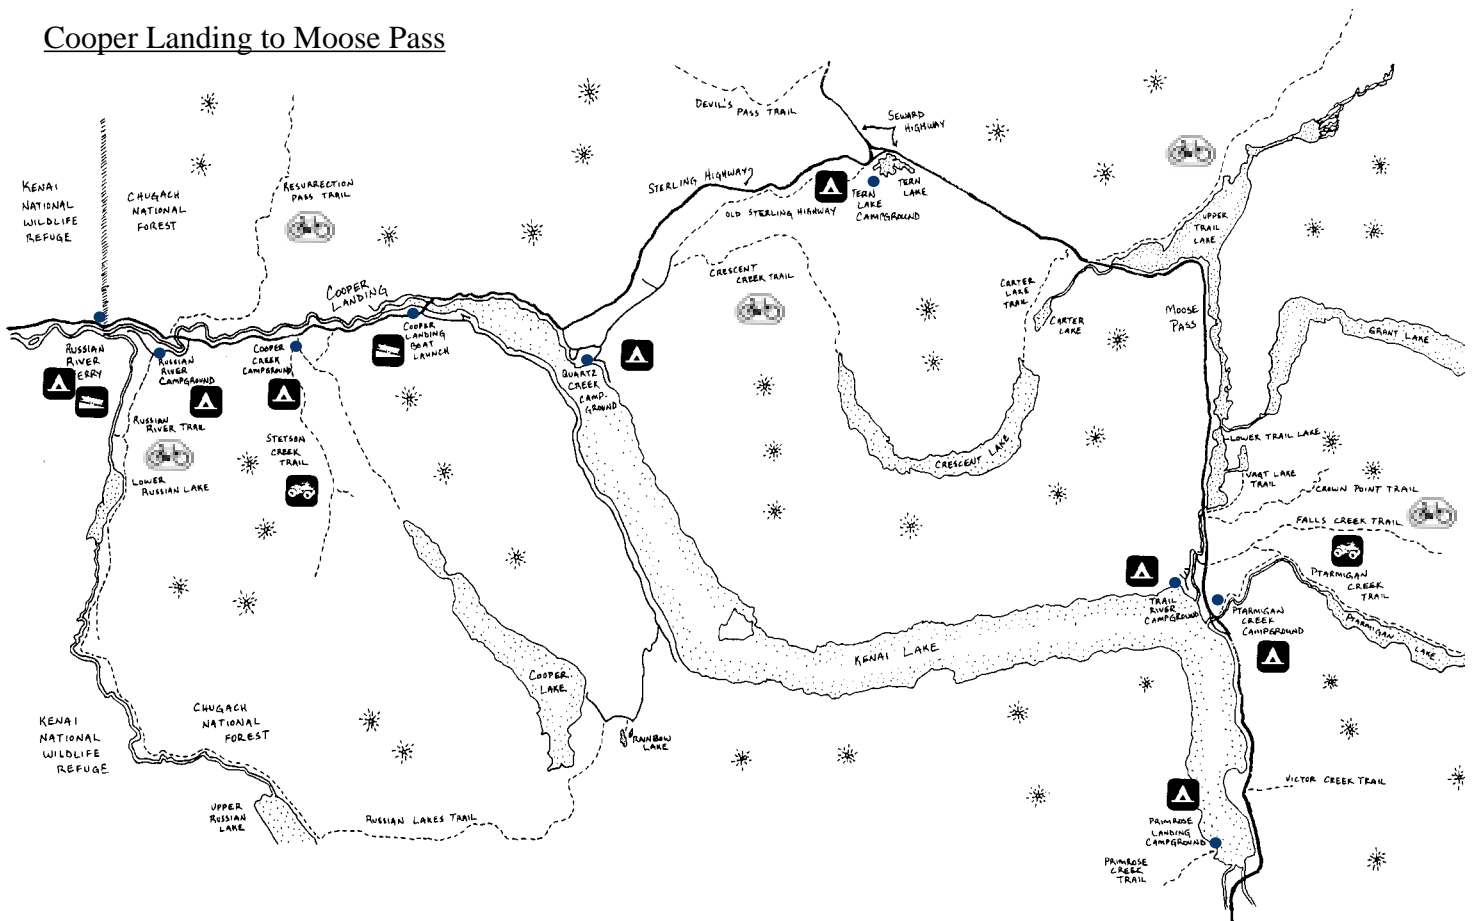 Cooper Landing to Moose Pass
KENAI
NATIONAL
WILDLIFE
REFUGE
CHUGACH
NATIONAL
FOREST
RESURRECTION
PASS TRAIL
DEVIL'S
PASS TRAIL
SEWARD
HIGHWAY
STERLING HIGHWAY
OLD STERLING HIGHWAY
TERN
LAKE
CAMPGROUND
TERN
LAKE
UPPER
TRAIL
LAKE
COOPER
LANDING
CRESCENT
CREEK TRAIL
CARTER
LAKE
TRAIL
CARTER
LAKE
MOOSE
PASS
GRANT LAKE
RUSSIAN
RIVER
ERRY
RUSSIAN
RIVER
CAMPGROUND
COOPER
CREEK
CAMPGROUND
COOPER
LANDING
BOAT
LAUNCH
QUARTZ
CREEK
CAMP-
GROUND
RUSSIAN
RIVER TRAIL
STETSON
CREEK
TRAIL
LOWER
RUSSIAN LAKE
CRESCENT LAKE
LOWER TRAIL LAKE
VAGT LAKE
TRAIL
CROWN POINT TRAIL
FALLS CREEK TRAIL
PTARMIGAN
CREEK
TRAIL
TRAIL
RIVER
CAMPGROUND
PTARMIGAN
CREEK
CAMPGROUND
PTARMIGAN
LAKE
KENAI LAKE
COOPER
LAKE
RAINBOW
LAKE
KENAI
NATIONAL
WILDLIFE
REFUGE
CHUGACH
NATIONAL
FOREST
UPPER
RUSSIAN
LAKE
RUSSIAN LAKES TRAIL
VICTOR CREEK TRAIL
PRIMROSE
LANDING
CAMPGROUND
PRIMROSE
CREEK
TRAIL